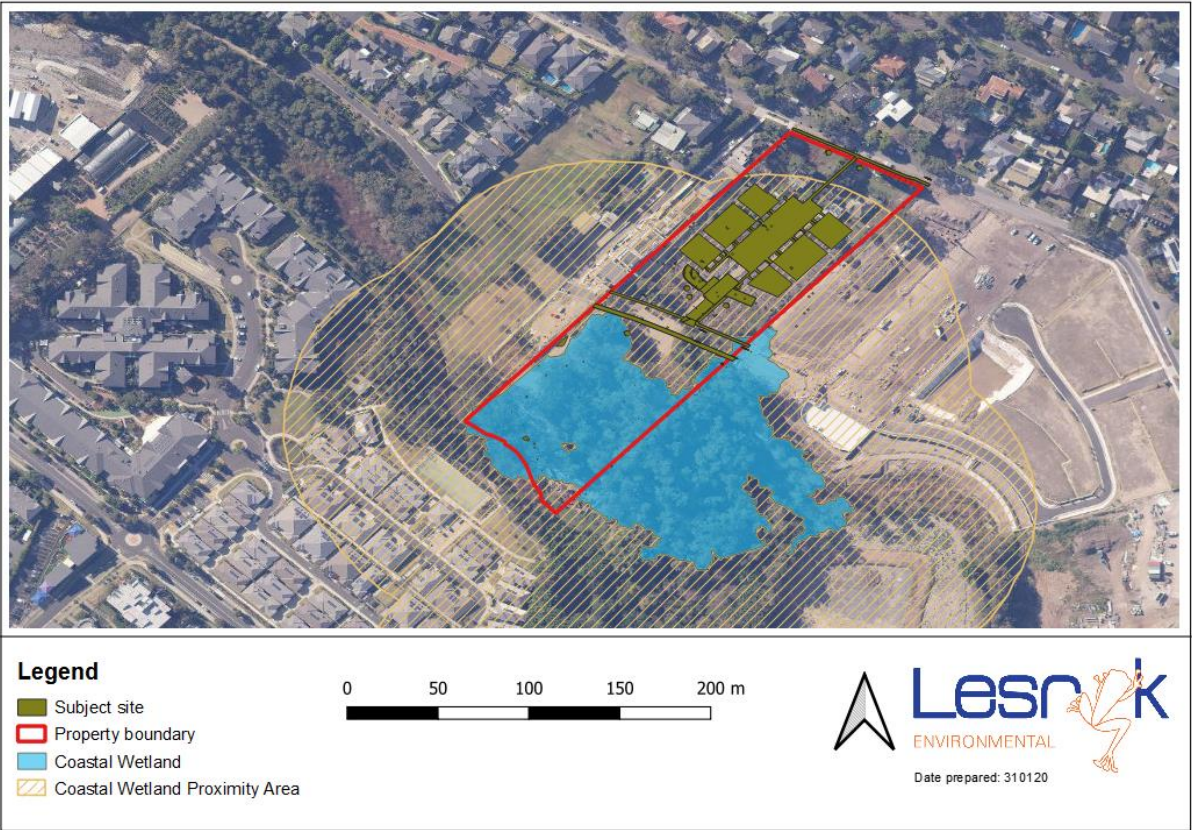 Legend
Subject site
Property boundary
Coastal Wetland
Coastal Wetland Proximity Area
0 50 100 150 200 m
Lesryk
ENVIRONMENTAL
Date prepared: 310120